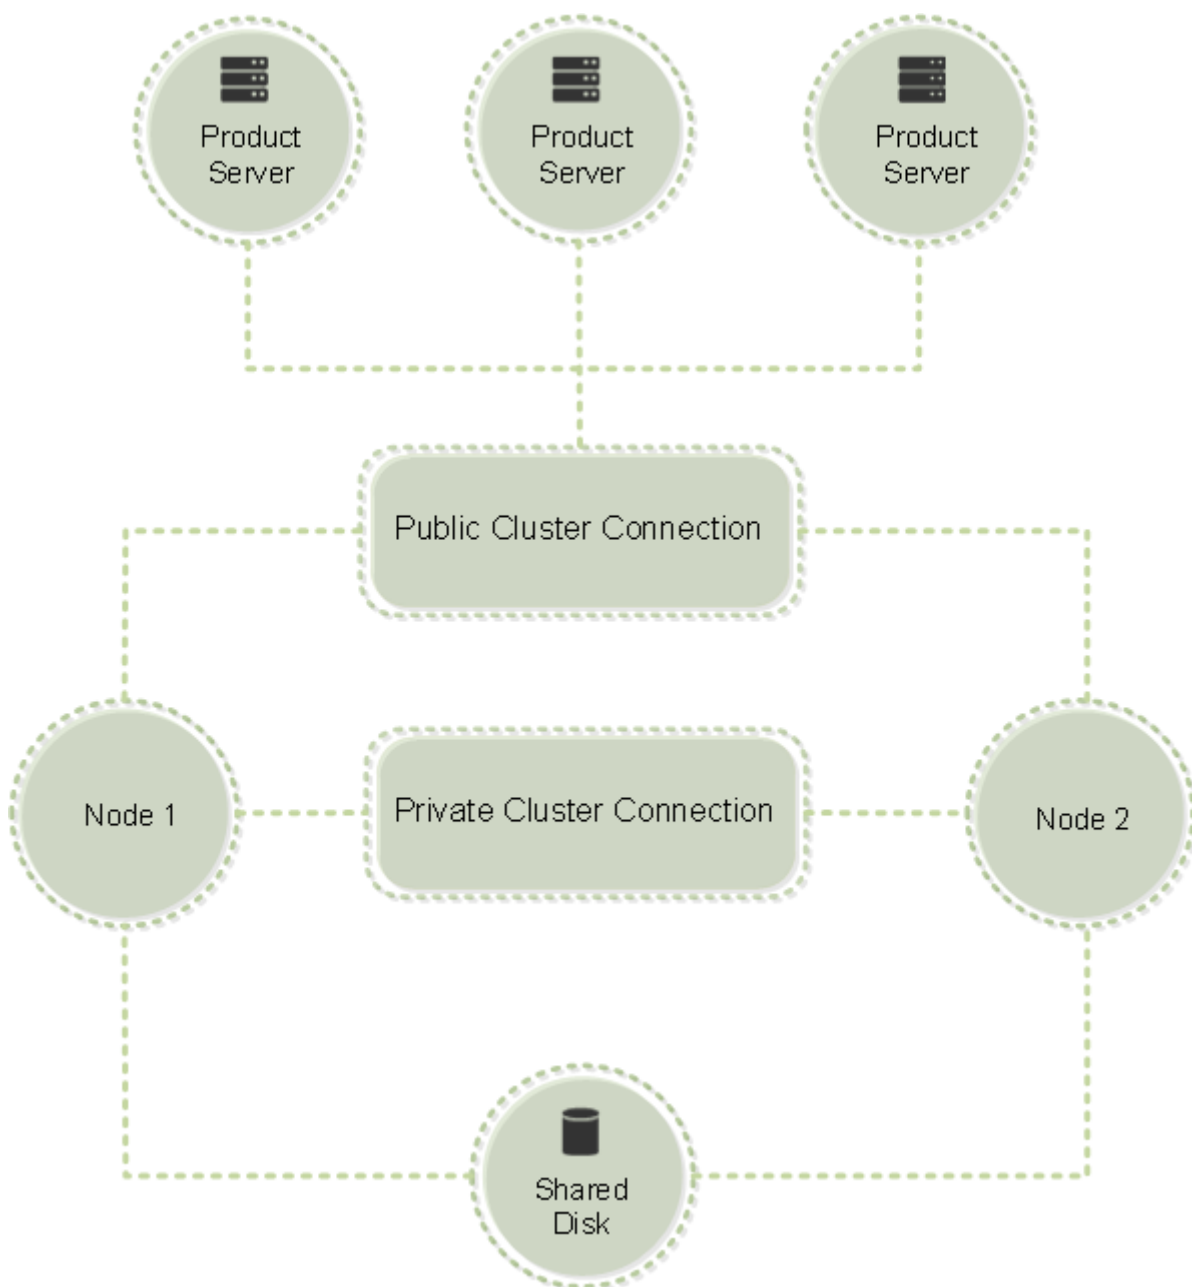 Product
Server
Product
Server
Product
Server
Public Cluster Connection
Node 1
Private Cluster Connection
Node 2
Shared
Disk